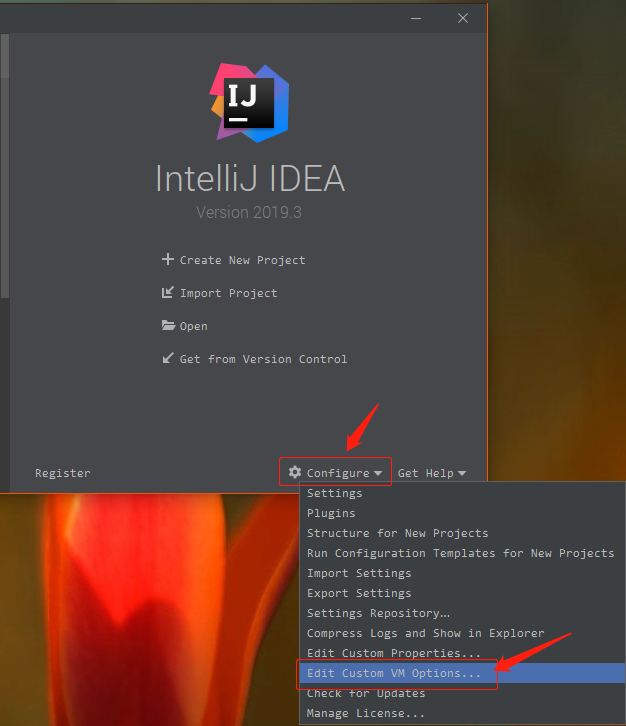 IJ
IntelliJ IDEA
Version 2019.3
Create New Project
Import Project
Open
Get from Version Control
Register
Configure
Get Help
Settings
Plugins
Structure for New Projects
Run Configuration Templates for New Projects
Import Settings
Export Settings
Settings Repository...
Compress Logs and Show in Explorer
Edit Custom Properties...
Edit Custom VM Options...
Check for Updates
Manage License...